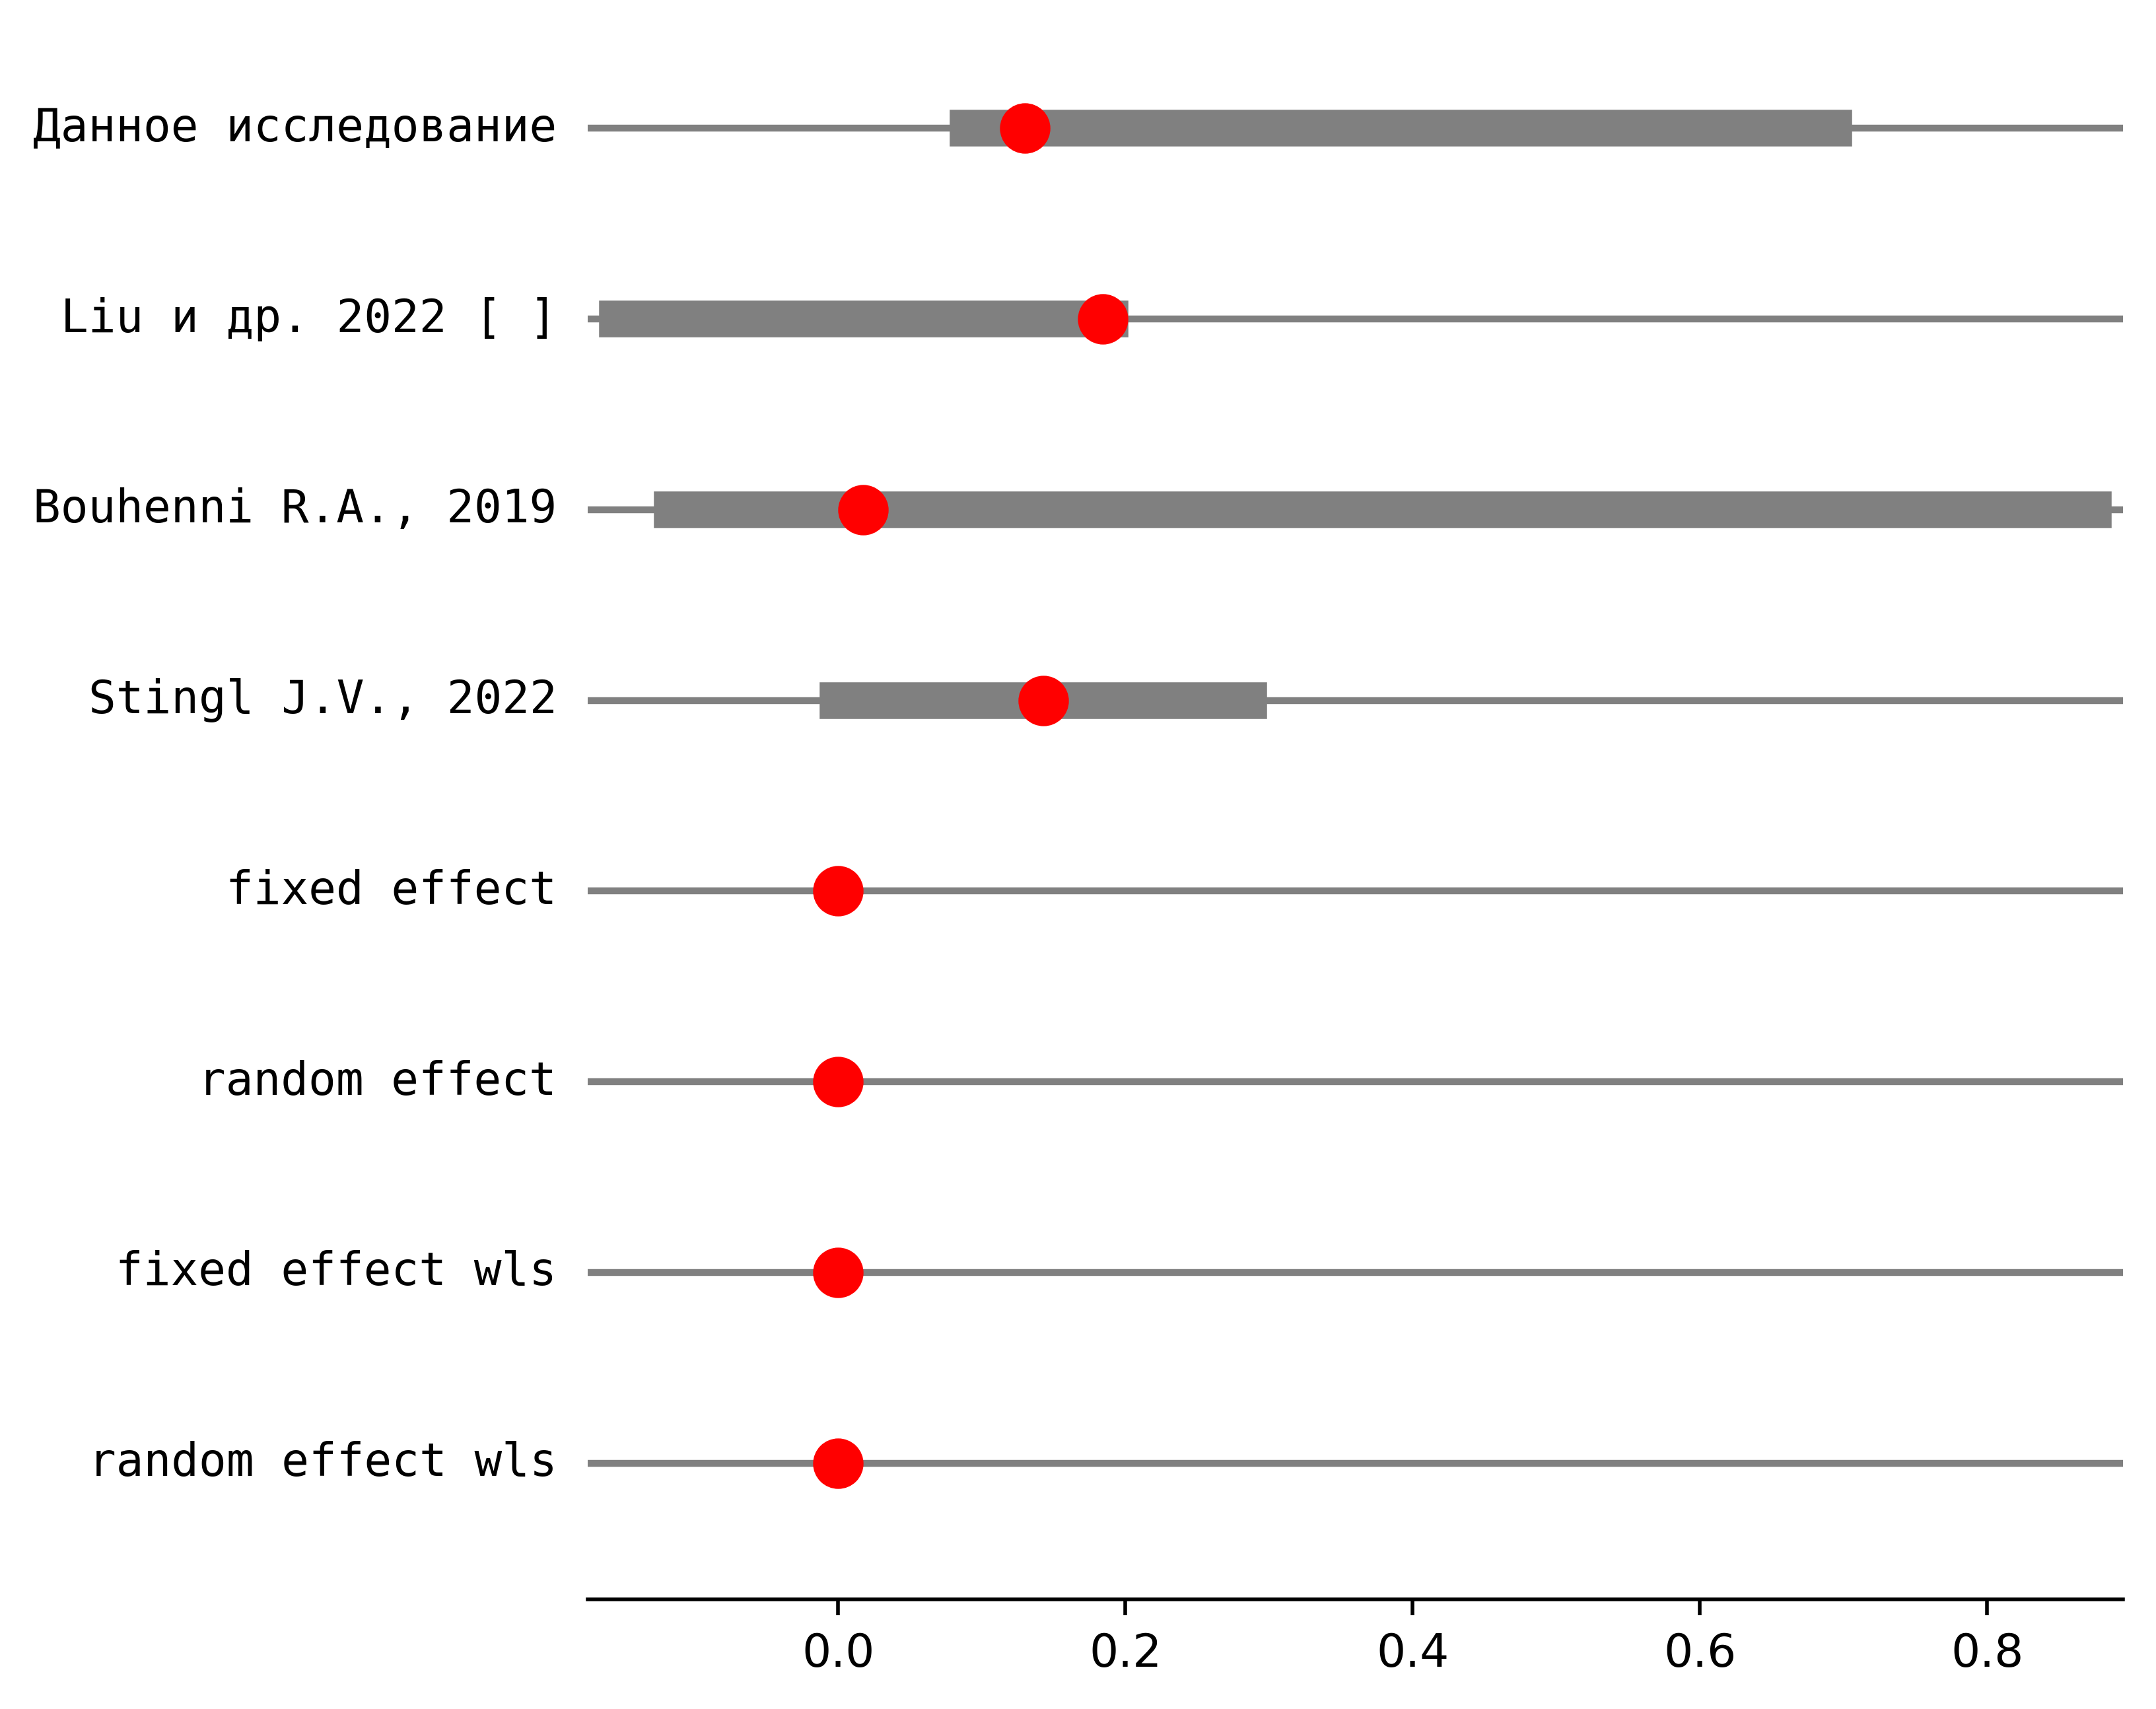 Данное исследование
Liu и др. 2022 [ ]
Bouhenni R.A., 2019
Stingl J.V., 2022
fixed effect
random effect
fixed effect wls
random effect wls
0.0 0.2 0.4 0.6 0.8